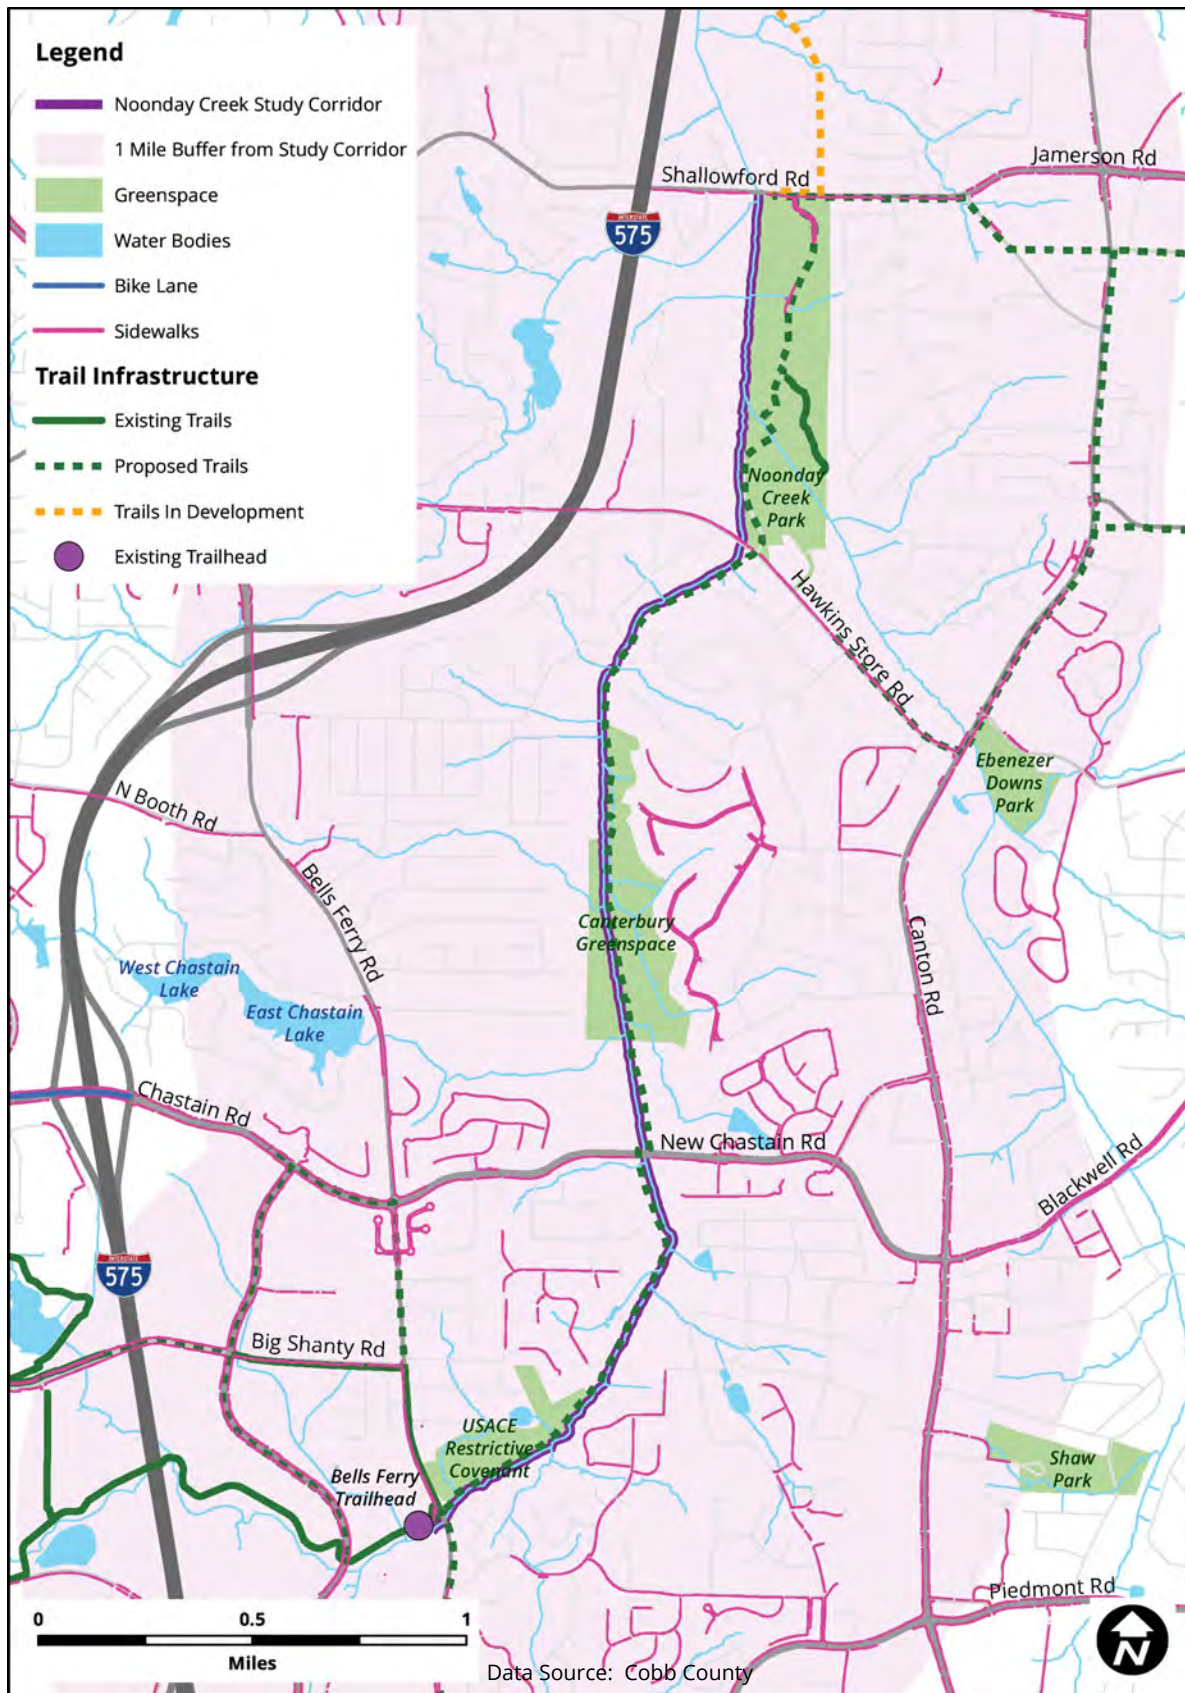 Legend
Noonday Creek Study Corridor
1 Mile Buffer from Study Corridor
Greenspace
Water Bodies
Bike Lane
Sidewalks
Trail Infrastructure
Existing Trails
Proposed Trails
Trails In Development
Existing Trailhead
Jamerson Rd
Shallowford Rd
INTERSTATE
575
Noonday
Creek
Park
Hawkins Store Rd
Ebenezer
Downs
Park
N Booth Rd
Bells Ferry Rd
Canterbury
Greenspace
Canton Rd
West Chastain
Lake
East Chastain
Lake
Chastain Rd
New Chastain Rd
Blackwell Rd
INTERSTATE
575
Big Shanty Rd
USACE
Restrictive
Covenant
Bells Ferry
Trailhead
Shaw
Park
Piedmont Rd
0 0.5 1
Miles
Data Source: Cobb County
N